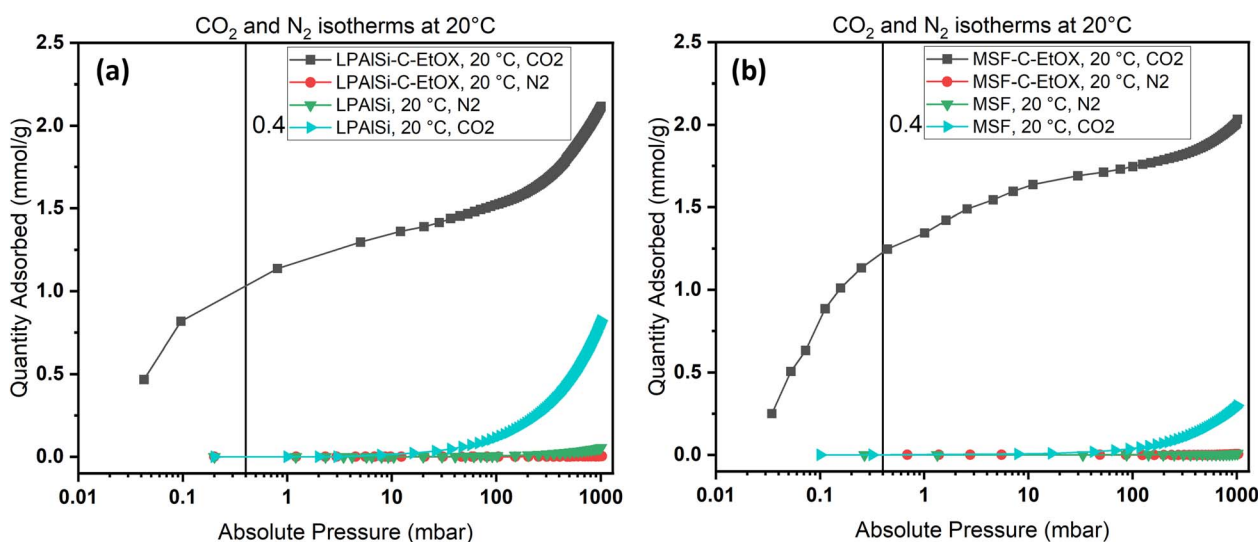 CO₂ and N₂ isotherms at 20°C
(a)
LPAlSi-C-EtOX, 20 °C, CO2
LPAlSi-C-EtOX, 20 °C, N2
LPAlSi, 20 °C, N2
LPAlSi, 20 °C, CO2
0.4
Quantity Adsorbed (mmol/g)
2.5
2.0
1.5
1.0
0.5
0.0
0.01 0.1 1 10 100 1000
Absolute Pressure (mbar)
CO₂ and N₂ isotherms at 20°C
(b)
MSF-C-EtOX, 20 °C, CO2
MSF-C-EtOX, 20 °C, N2
MSF, 20 °C, N2
MSF, 20 °C, CO2
0.4
Quantity Adsorbed (mmol/g)
2.5
2.0
1.5
1.0
0.5
0.0
0.01 0.1 1 10 100 1000
Absolute Pressure (mbar)